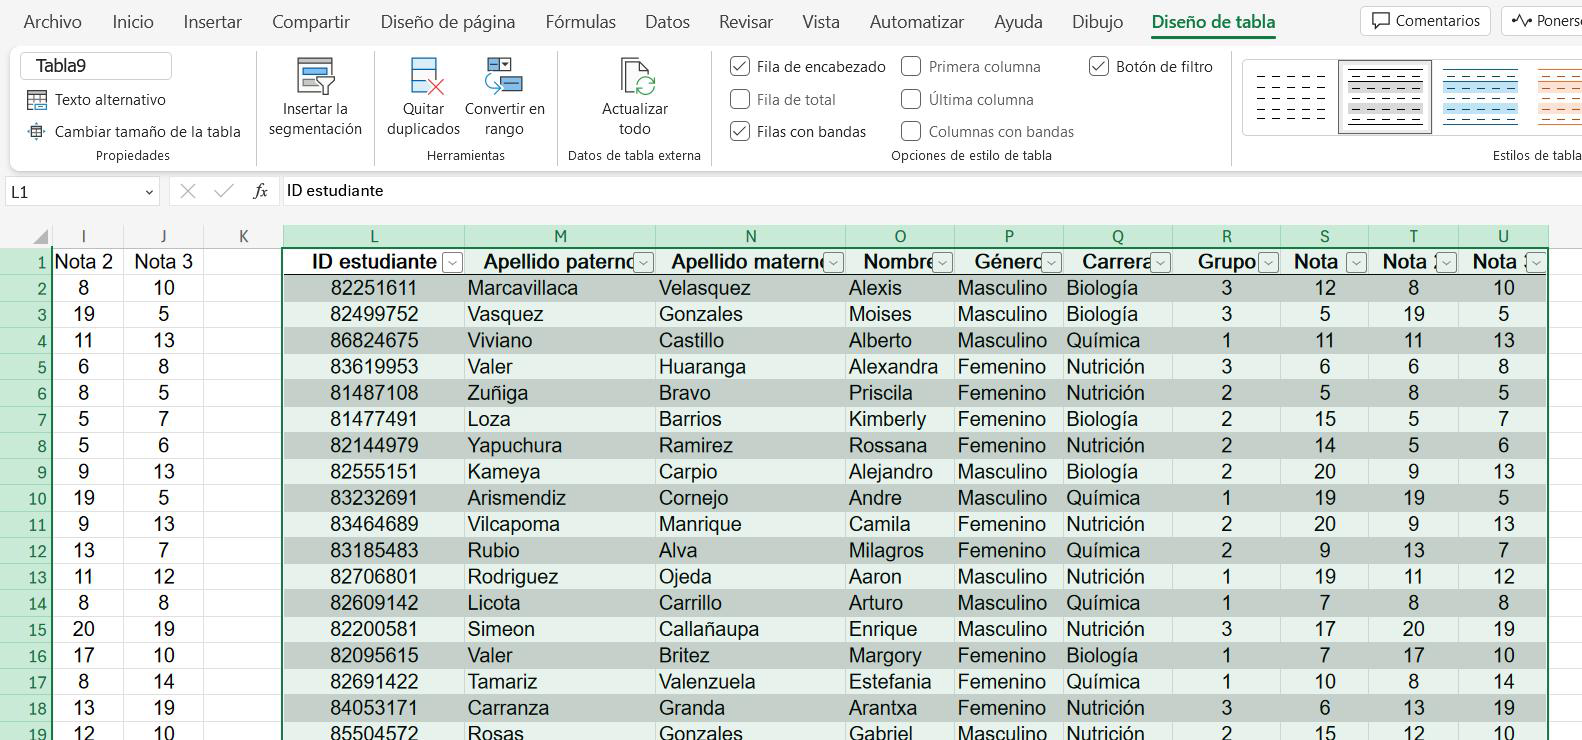 Archivo Inicio Insertar Compartir Diseño de página Fórmulas Datos Revisar Vista Automatizar Ayuda Dibujo Diseño de tabla Comentarios
Tabla9
Texto alternativo
Cambiar tamaño de la tabla
Propiedades
Insertar la
segmentación
Quitar
duplicados
Convertir en
rango
Herramientas
Actualizar
todo
Datos de tabla externa
Fila de encabezado Primera columna Botón de filtro
Fila de total Última columna
Filas con bandas Columnas con bandas
Opciones de estilo de tabla
Estilos de tabla
L1 fx ID estudiante
I J K L M N O P Q R S T U
1 Nota 2 Nota 3 ID estudiante Apellido paterno Apellido materno Nombre Género Carrera Grupo Nota Nota 2 Nota 3
2 8 10 82251611 Marcavillaca Velasquez Alexis Masculino Biología 3 12 8 10
3 19 5 82499752 Vasquez Gonzales Moises Masculino Biología 3 5 19 5
4 11 13 86824675 Viviano Castillo Alberto Masculino Química 1 11 11 13
5 6 8 83619953 Valer Huaranga Alexandra Femenino Nutrición 3 6 6 8
6 8 5 81487108 Zuñiga Bravo Priscila Femenino Nutrición 2 5 8 5
7 5 7 81477491 Loza Barrios Kimberly Femenino Biología 2 15 5 7
8 5 6 82144979 Yapuchura Ramirez Rossana Femenino Nutrición 2 14 5 6
9 9 13 82555151 Kameya Carpio Alejandro Masculino Biología 2 20 9 13
10 19 5 83232691 Arismendiz Cornejo Andre Masculino Química 1 19 19 5
11 9 13 83464689 Vilcapoma Manrique Camila Femenino Nutrición 2 20 9 13
12 13 7 83185483 Rubio Alva Milagros Femenino Química 2 9 13 7
13 11 12 82706801 Rodriguez Ojeda Aaron Masculino Nutrición 1 19 11 12
14 8 8 82609142 Licota Carrillo Arturo Masculino Química 1 7 8 8
15 20 19 82200581 Simeon Callañaupa Enrique Masculino Nutrición 3 17 20 19
16 17 10 82095615 Valer Britez Margory Femenino Biología 1 7 17 10
17 8 14 82691422 Tamariz Valenzuela Estefania Femenino Química 1 10 8 14
18 13 19 84053171 Carranza Granda Arantxa Femenino Nutrición 3 6 13 19
19 12 10 85504572 Rosas Gonzales Gabriel Masculino Nutrición 2 15 12 10